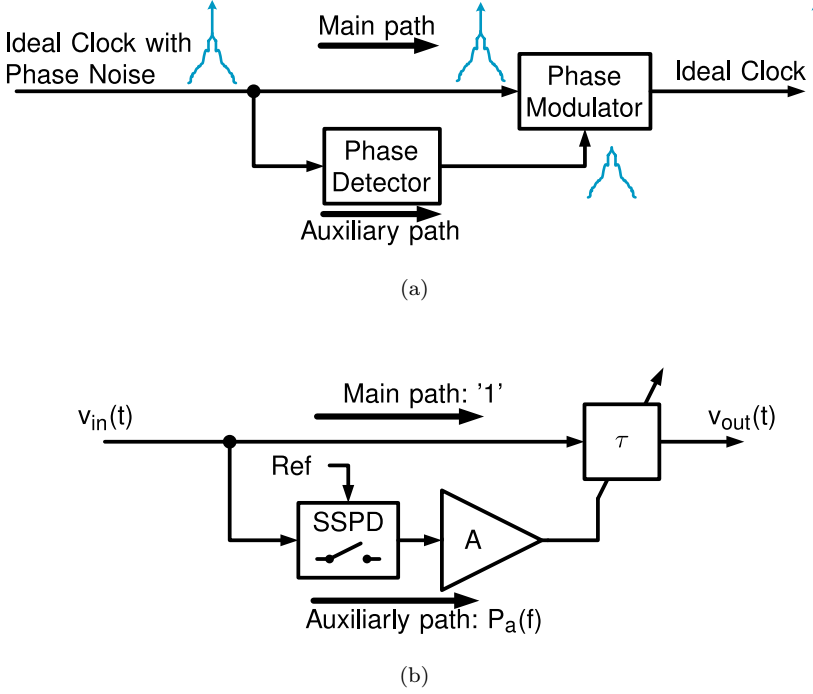 Main path
Ideal Clock with
Phase Noise
Phase
Modulator
Ideal Clock
Phase
Detector
Auxiliary path
(a)
Main path: '1'
v_in(t)
τ
v_out(t)
Ref
SSPD
A
Auxiliarly path: P_a(f)
(b)